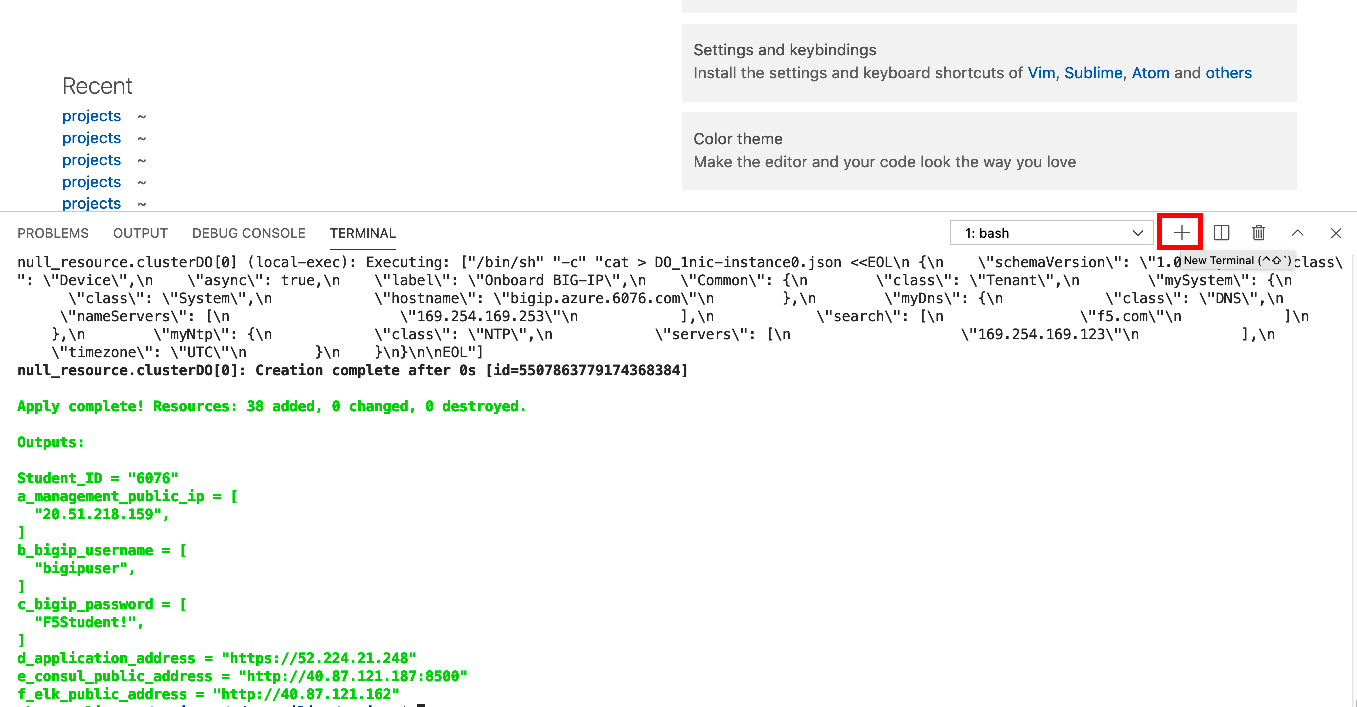 Settings and keybindings
Install the settings and keyboard shortcuts of Vim, Sublime, Atom and others
Recent
projects ~
projects ~
projects ~
projects ~
projects ~
Color theme
Make the editor and your code look the way you love
PROBLEMS OUTPUT DEBUG CONSOLE TERMINAL 1: bash
New Terminal (^⇧`)
null_resource.clusterDO[0] (local-exec): Executing: ["/bin/sh" "-c" "cat > DO_1nic-instance0.json <<EOL\n {\n    \"schemaVersion\": \"1.0 class\
": \"Device\",\n    \"async\": true,\n    \"label\": \"Onboard BIG-IP\",\n    \"Common\": {\n        \"class\": \"Tenant\",\n        \"mySystem\": {\n
\"class\": \"System\",\n            \"hostname\": \"bigip.azure.6076.com\"\n        },\n        \"myDns\": {\n            \"class\": \"DNS\",\n
\"nameServers\": [\n                \"169.254.169.253\"\n            ],\n            \"search\": [\n                \"f5.com\"\n            ]\n
},\n        \"myNtp\": {\n            \"class\": \"NTP\",\n            \"servers\": [\n                \"169.254.169.123\"\n            ],\n
\"timezone\": \"UTC\"\n        }\n    }\n}\n\nEOL"]
null_resource.clusterDO[0]: Creation complete after 0s [id=5507863779174368384]
Apply complete! Resources: 38 added, 0 changed, 0 destroyed.
Outputs:
Student_ID = "6076"
a_management_public_ip = [
"20.51.218.159",
]
b_bigip_username = [
"bigipuser",
]
c_bigip_password = [
"F5Student!",
]
d_application_address = "https://52.224.21.248"
e_consul_public_address = "http://40.87.121.187:8500"
f_elk_public_address = "http://40.87.121.162"